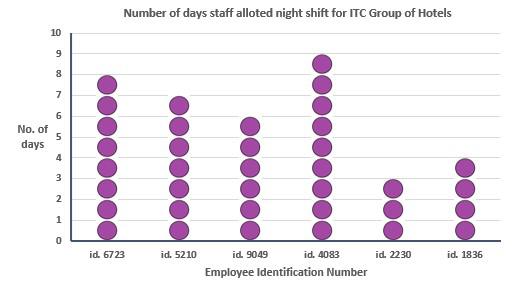 Number of days staff alloted night shift for ITC Group of Hotels
10
9
8
7
6
5
4
3
2
1
0
No. of
days
id. 6723 id. 5210 id. 9049 id. 4083 id. 2230 id. 1836
Employee Identification Number